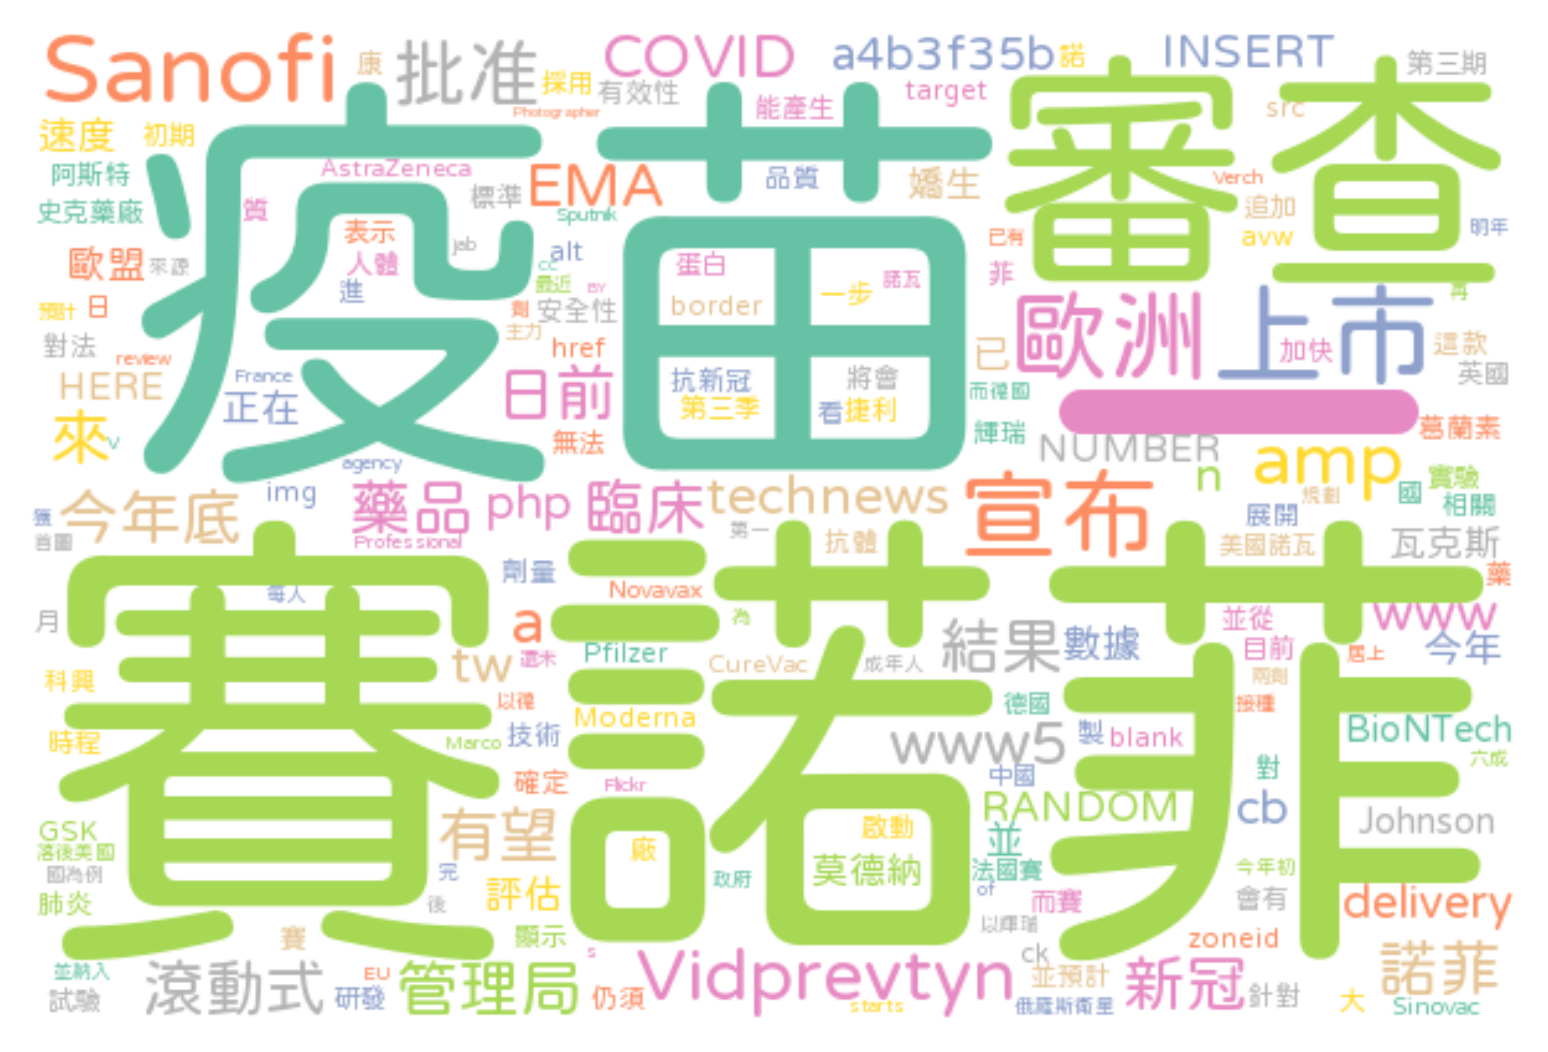 Sanofi 康 批准 採用 COVID 有效性 a4b3f35b 諾 INSERT 第三期
Photographer 能產生 target src
速度 初期 疫苗 審查
阿斯特 AstraZeneca 標準 EMA 品質 嬌生 Verch
史克藥廠 質 Sputnik 追加
表示 jab alt 已有 avw 明年
歐盟 來源 人體 cc 蛋白 諾瓦 菲
進 最近 BY 一步 再
預計 日 劑 安全性 border 歐洲 上市
對法 主力 已 加快 這款
review href
HERE France 日前 抗新冠 將會 而德國 英國
正在 第三季 看 捷利 一
來 v 無法 輝瑞 NUMBER 葛蘭素
agency n amp
今年底 img 藥品 php 臨床 technews 宣布 規劃 國 實驗
獲 第一 展開 相關
首圖 Professional 抗體 美國諾瓦 瓦克斯
賽諾菲
每人 劑量 Novavax 藥
月 a 為 並從 www
tw 還未 Pfilzer CureVac 成年人 結果 數據 目前 居上 今年
科興 以後 兩劑
Moderna 德國 接種
時程 Marco 技術 www5 製 blank BioNTech
確定 Flickr 中國 對 六成
RANDOM cb
GSK 有望 廠 啟動 並 Johnson
落後美國
國為例 完 政府 莫德納 法國賽 今年初
肺炎 後 評估 of 而賽 會有 delivery
賽 顯示 以輝瑞 zoneid
並納入 滾動式 EU 管理局 s Vidprevtyn ck 並預計 新冠 諾菲
試驗 研發 仍須 starts 俄羅斯衛星 針對 大 Sinovac